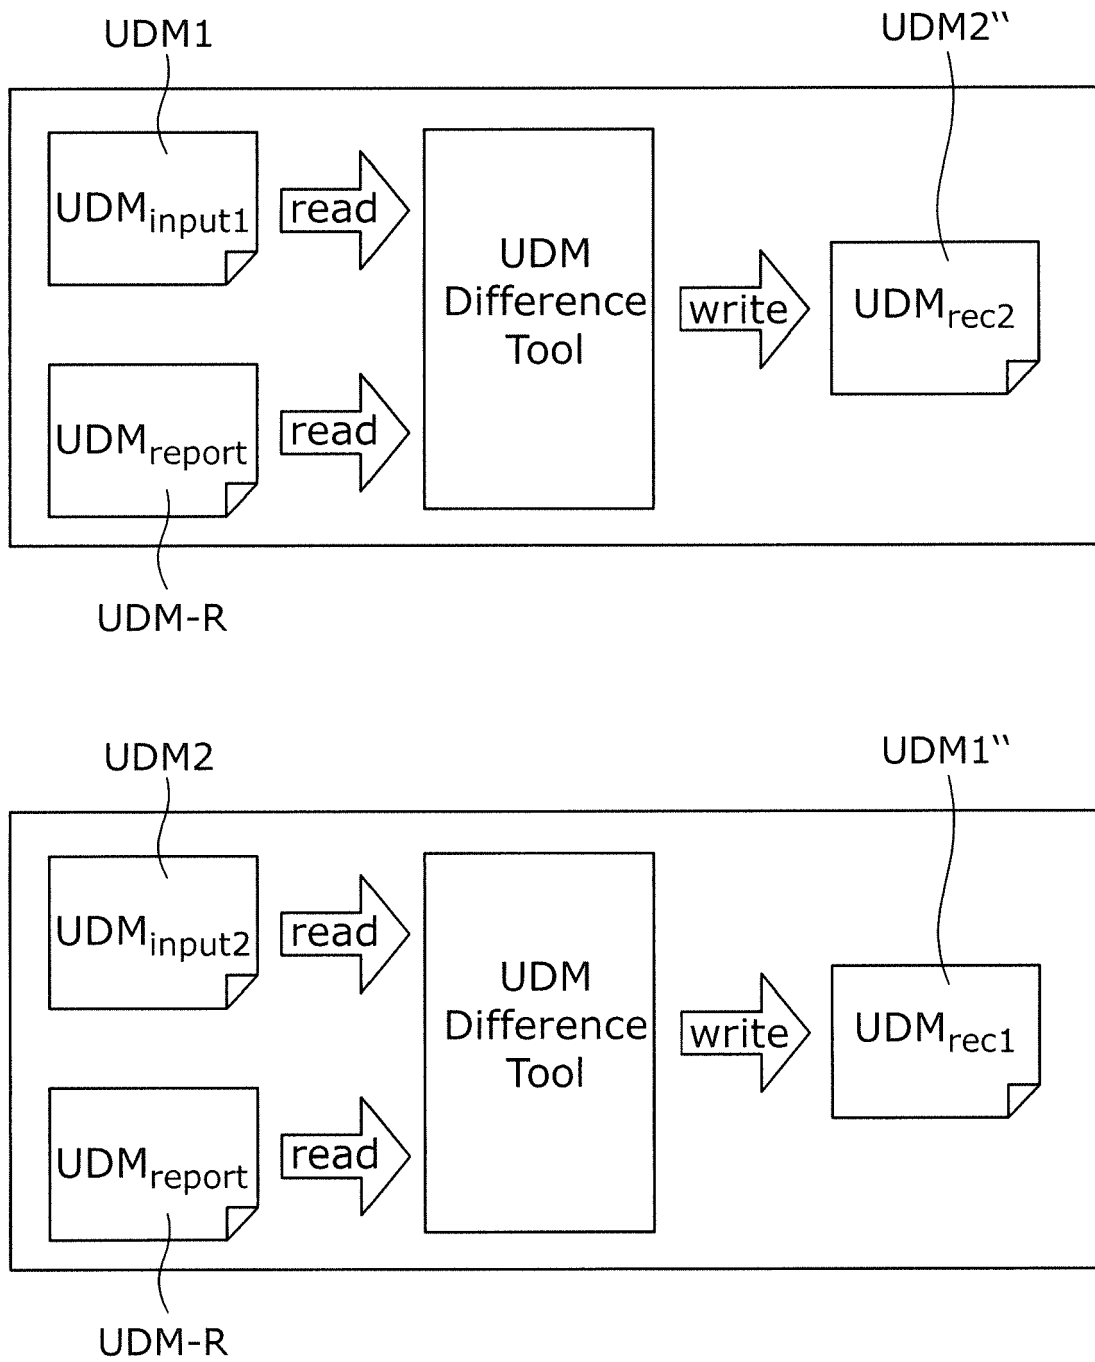 UDM1
UDM2“
UDMinput1
read
UDM
Difference
Tool
write
UDMrec2
UDMreport
read
UDM-R
UDM2
UDM1“
UDMinput2
read
UDM
Difference
Tool
write
UDMrec1
UDMreport
read
UDM-R